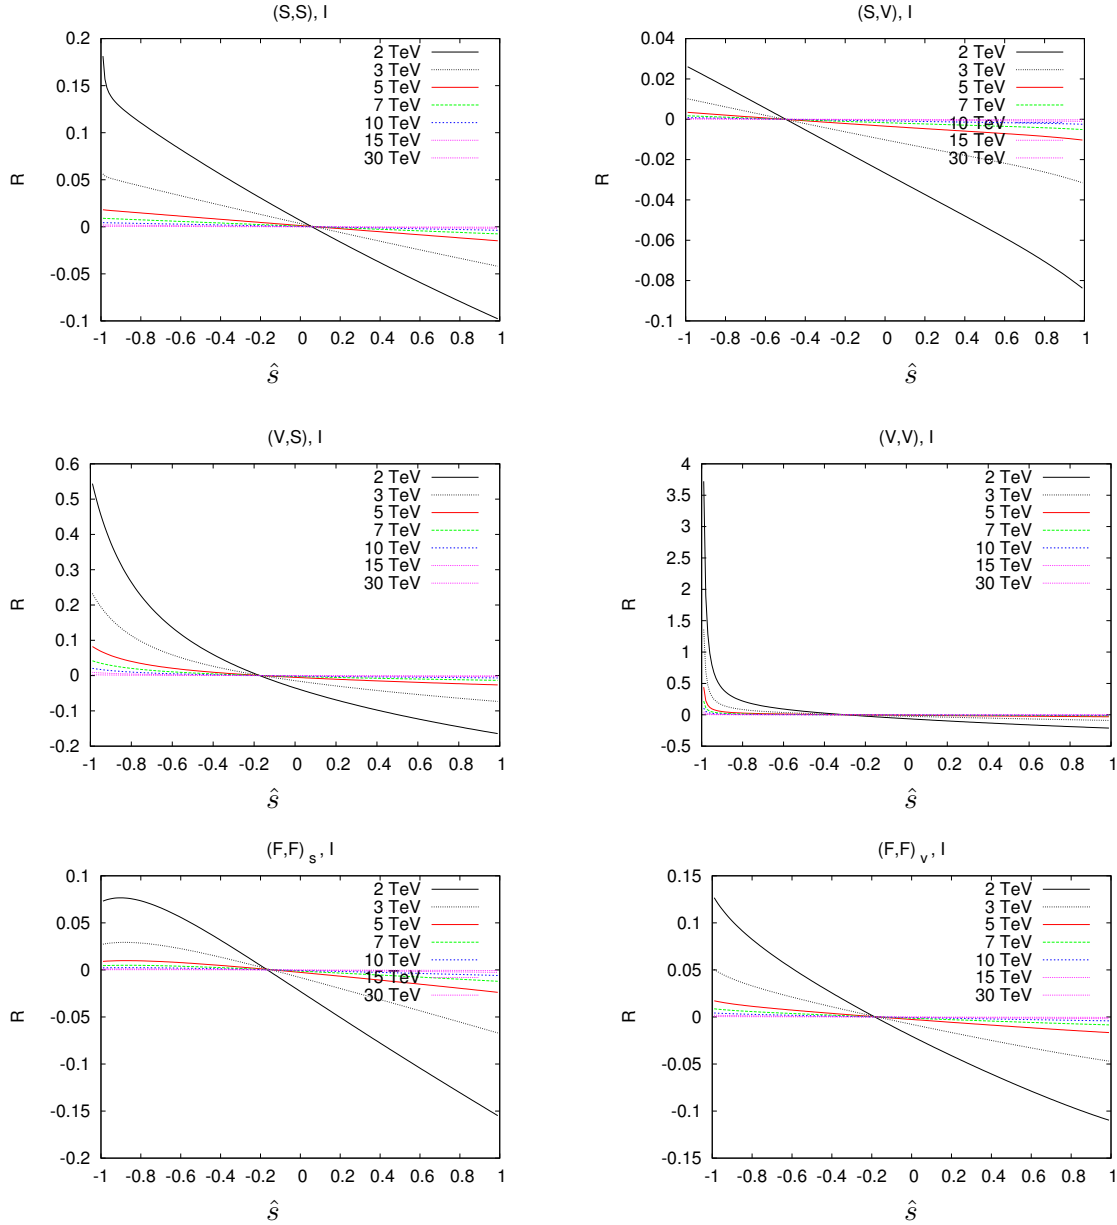 (S,S), I
0.2
0.15
0.1
0.05
0
-0.05
-0.1
R
2 TeV
3 TeV
5 TeV
7 TeV
10 TeV
15 TeV
30 TeV
-1 -0.8 -0.6 -0.4 -0.2 0 0.2 0.4 0.6 0.8 1
ŝ
(S,V), I
0.04
0.02
0
-0.02
-0.04
-0.06
-0.08
-0.1
R
2 TeV
3 TeV
5 TeV
7 TeV
10 TeV
15 TeV
30 TeV
-1 -0.8 -0.6 -0.4 -0.2 0 0.2 0.4 0.6 0.8 1
ŝ
(V,S), I
0.6
0.5
0.4
0.3
0.2
0.1
0
-0.1
-0.2
R
2 TeV
3 TeV
5 TeV
7 TeV
10 TeV
15 TeV
30 TeV
-1 -0.8 -0.6 -0.4 -0.2 0 0.2 0.4 0.6 0.8 1
ŝ
(V,V), I
4
3.5
3
2.5
2
1.5
1
0.5
0
-0.5
R
2 TeV
3 TeV
5 TeV
7 TeV
10 TeV
15 TeV
30 TeV
-1 -0.8 -0.6 -0.4 -0.2 0 0.2 0.4 0.6 0.8 1
ŝ
(F,F) s , I
0.1
0.05
0
-0.05
-0.1
-0.15
-0.2
R
2 TeV
3 TeV
5 TeV
7 TeV
10 TeV
15 TeV
30 TeV
-1 -0.8 -0.6 -0.4 -0.2 0 0.2 0.4 0.6 0.8 1
ŝ
(F,F) v , I
0.15
0.1
0.05
0
-0.05
-0.1
-0.15
R
2 TeV
3 TeV
5 TeV
7 TeV
10 TeV
15 TeV
30 TeV
-1 -0.8 -0.6 -0.4 -0.2 0 0.2 0.4 0.6 0.8 1
ŝ